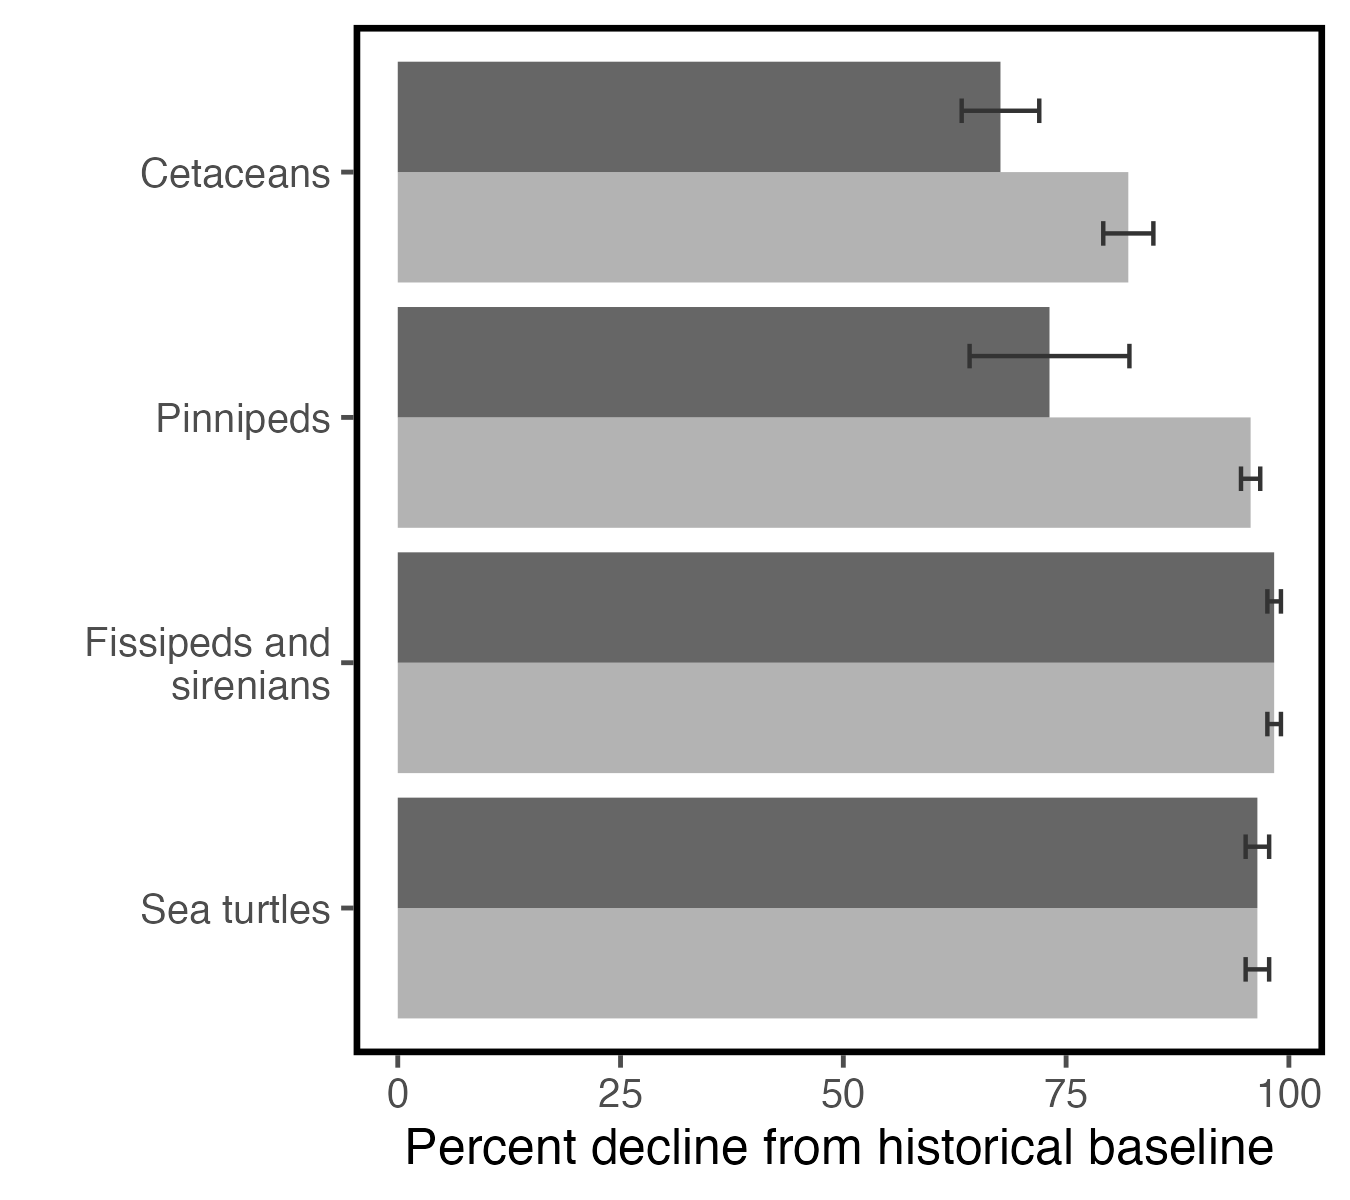 Cetaceans
Pinnipeds
Fissipeds and
sirenians
Sea turtles
0 25 50 75 100
Percent decline from historical baseline